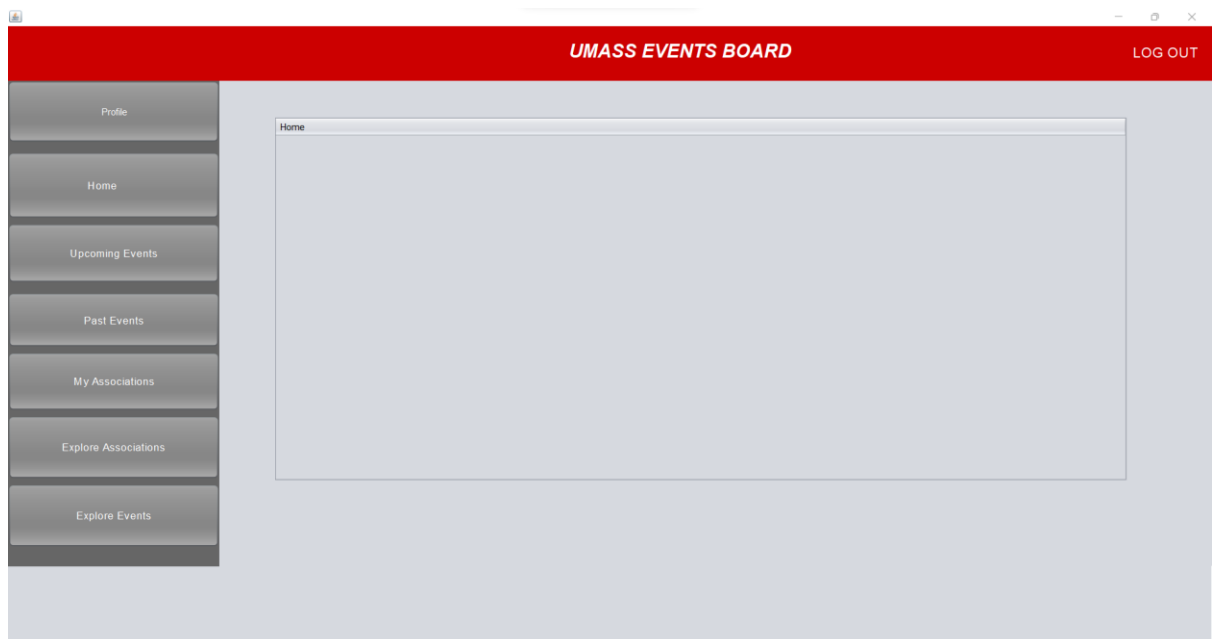 UMASS EVENTS BOARD
LOG OUT
Profile
Home
Home
Upcoming Events
Past Events
My Associations
Explore Associations
Explore Events